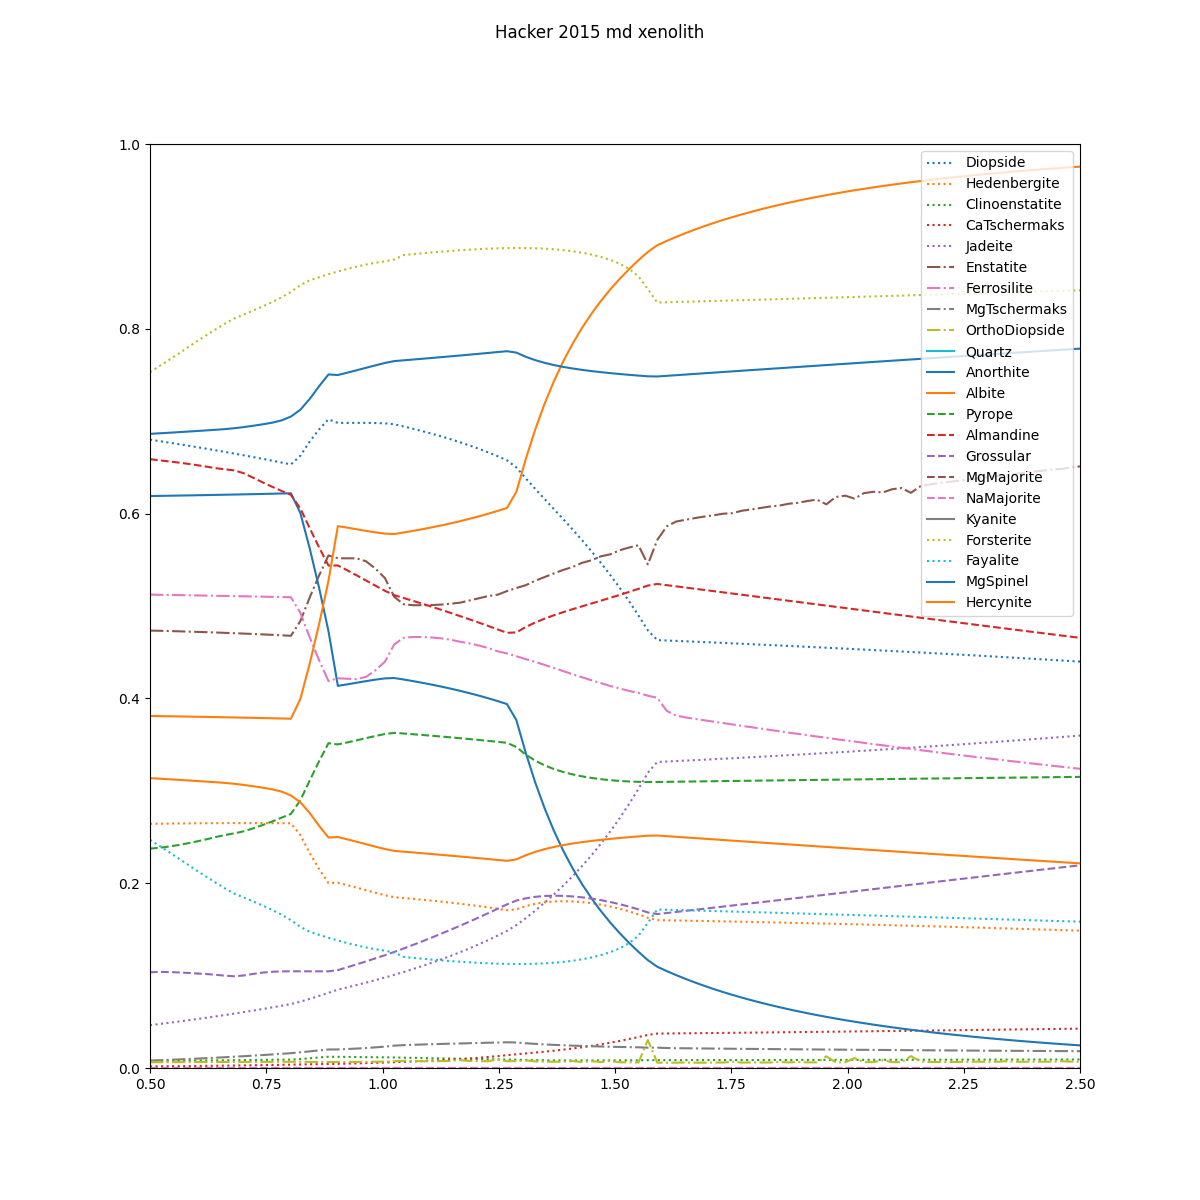 Hacker 2015 md xenolith
1.0
0.8
0.6
0.4
0.2
0.0
0.50 0.75 1.00 1.25 1.50 1.75 2.00 2.25 2.50
Diopside
Hedenbergite
Clinoenstatite
CaTschermaks
Jadeite
Enstatite
Ferrosilite
MgTschermaks
OrthoDiopside
Quartz
Anorthite
Albite
Pyrope
Almandine
Grossular
MgMajorite
NaMajorite
Kyanite
Forsterite
Fayalite
MgSpinel
Hercynite